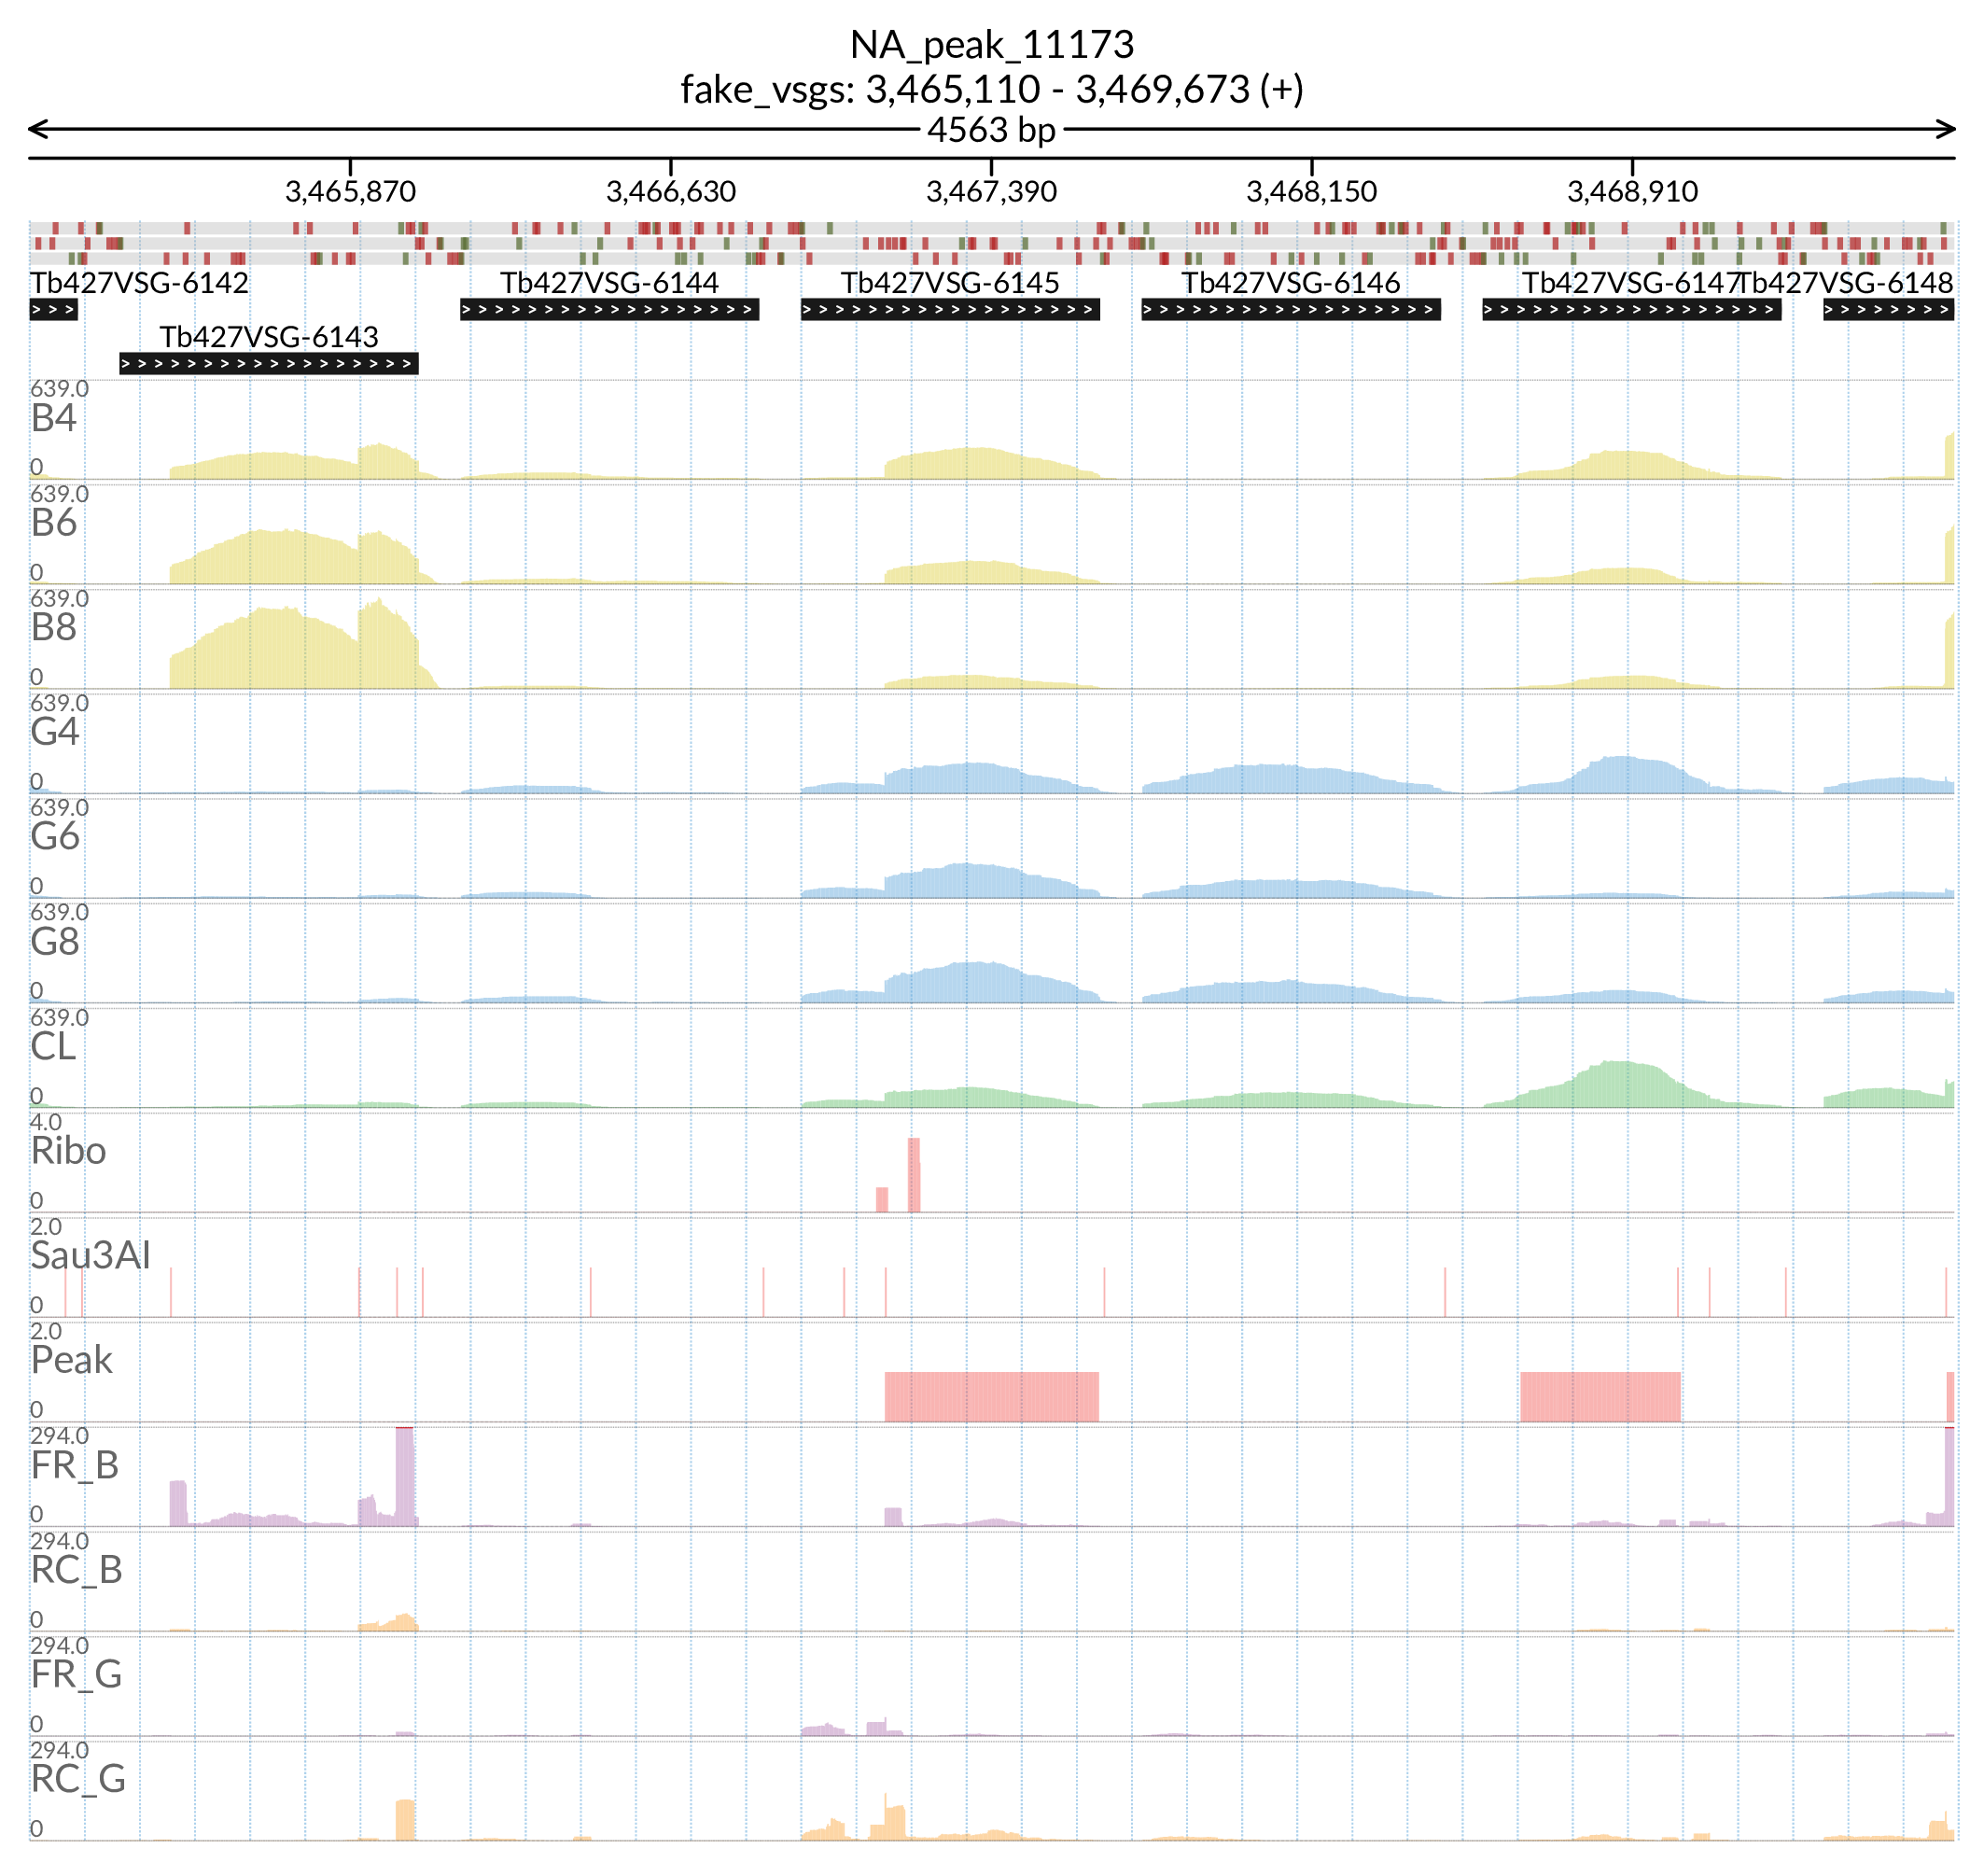 NA_peak_11173
fake_vsgs: 3,465,110 - 3,469,673 (+)
4563 bp
3,465,870 3,466,630 3,467,390 3,468,150 3,468,910
Tb427VSG-6142 Tb427VSG-6144 Tb427VSG-6145 Tb427VSG-6146 Tb427VSG-6147 Tb427VSG-6148
Tb427VSG-6143
639.0
B4
0
639.0
B6
0
639.0
B8
0
639.0
G4
0
639.0
G6
0
639.0
G8
0
639.0
CL
0
4.0
Ribo
0
2.0
Sau3AI
0
2.0
Peak
0
294.0
FR_B
0
294.0
RC_B
0
294.0
FR_G
0
294.0
RC_G
0